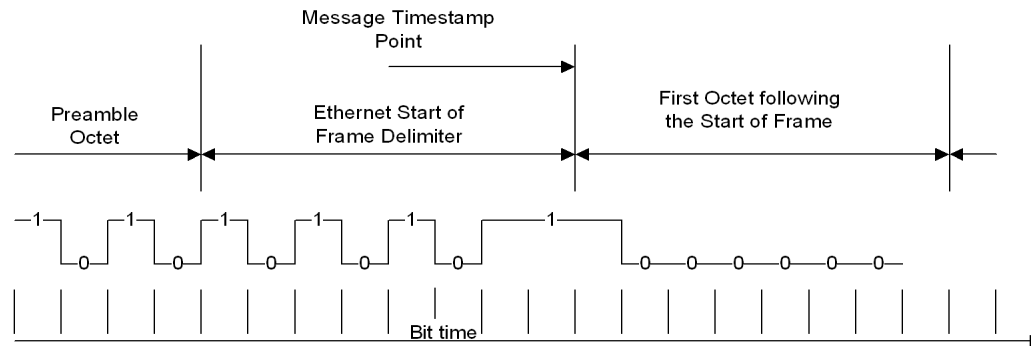 Message Timestamp
Point
Preamble
Octet
Ethernet Start of
Frame Delimiter
First Octet following
the Start of Frame
1 0 1 0 1 0 1 0 1 0 1 0 0 0 0 0 0
Bit time